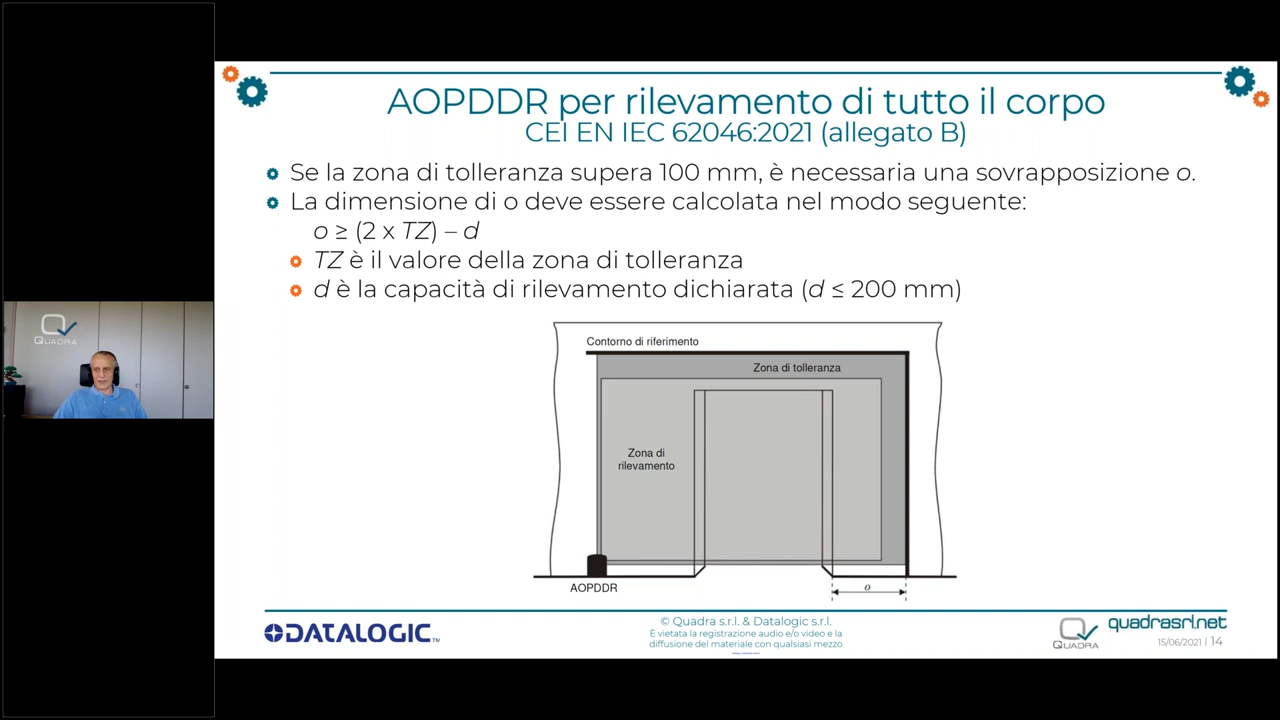 QUADRA
AOPDDR per rilevamento di tutto il corpo
CEI EN IEC 62046:2021 (allegato B)
Se la zona di tolleranza supera 100 mm, è necessaria una sovrapposizione o.
La dimensione di o deve essere calcolata nel modo seguente:
o ≥ (2 x TZ) – d
TZ è il valore della zona di tolleranza
d è la capacità di rilevamento dichiarata (d ≤ 200 mm)
Contorno di riferimento
Zona di tolleranza
Zona di
rilevamento
AOPDDR
o
DATALOGIC™
© Quadra s.r.l. & Datalogic s.r.l.
È vietata la registrazione audio e/o video e la
diffusione del materiale con qualsiasi mezzo
QUADRA
quadrasrl.net
15/06/2021 | 14